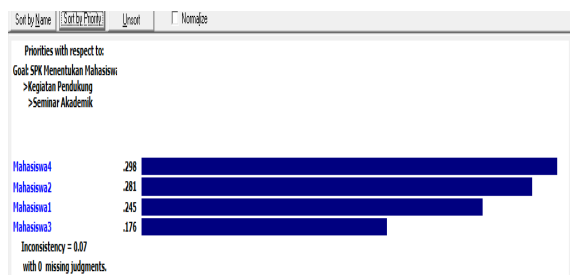 Sort by Name Sort by Priority Unsort Normalize
Priorities with respect to:
Goal: SPK Menentukan Mahasisw
>Kegiatan Pendukung
>Seminar Akademik
Mahasiswa4 .298
Mahasiswa2 .281
Mahasiswa1 .245
Mahasiswa3 .176
Inconsistency = 0.07
with 0 missing judgments.